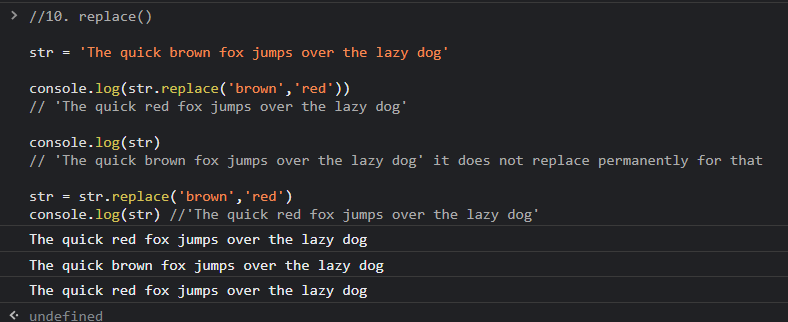 > //10. replace()
str = 'The quick brown fox jumps over the lazy dog'
console.log(str.replace('brown','red'))
// 'The quick red fox jumps over the lazy dog'
console.log(str)
// 'The quick brown fox jumps over the lazy dog' it does not replace permanently for that
str = str.replace('brown','red')
console.log(str) //'The quick red fox jumps over the lazy dog'
The quick red fox jumps over the lazy dog
The quick brown fox jumps over the lazy dog
The quick red fox jumps over the lazy dog
undefined